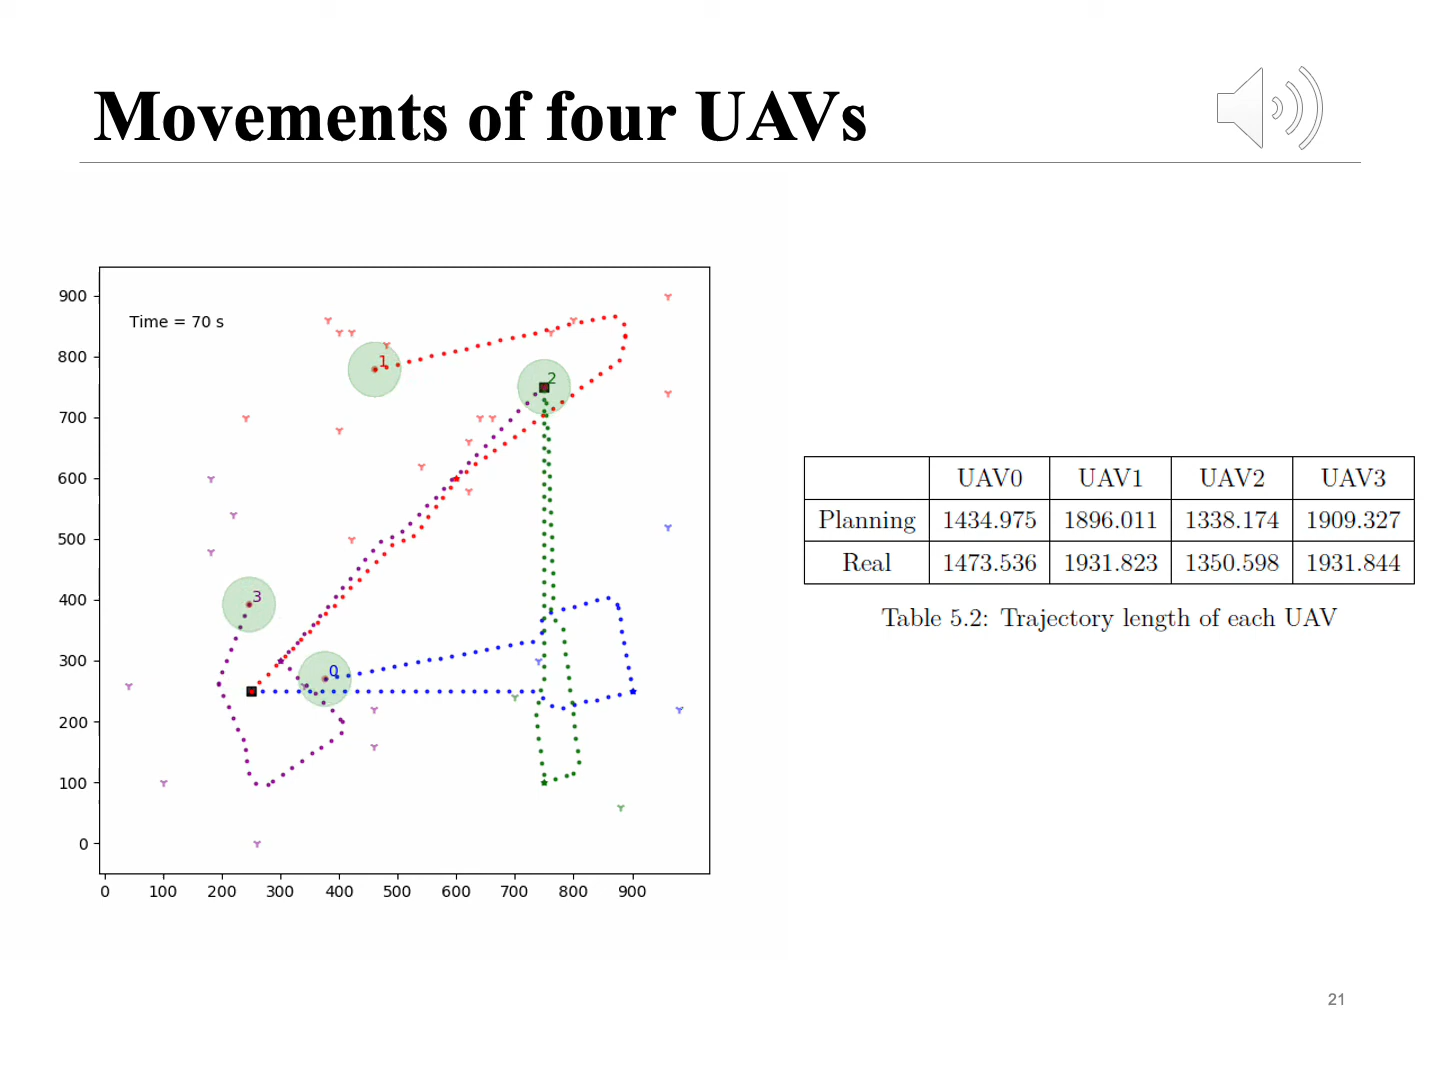 Movements of four UAVs
Time = 70 s
900
800
700
600
500
400
300
200
100
0
0 100 200 300 400 500 600 700 800 900
1
2
3
0
UAV0 UAV1 UAV2 UAV3
Planning 1434.975 1896.011 1338.174 1909.327
Real 1473.536 1931.823 1350.598 1931.844
Table 5.2: Trajectory length of each UAV
21